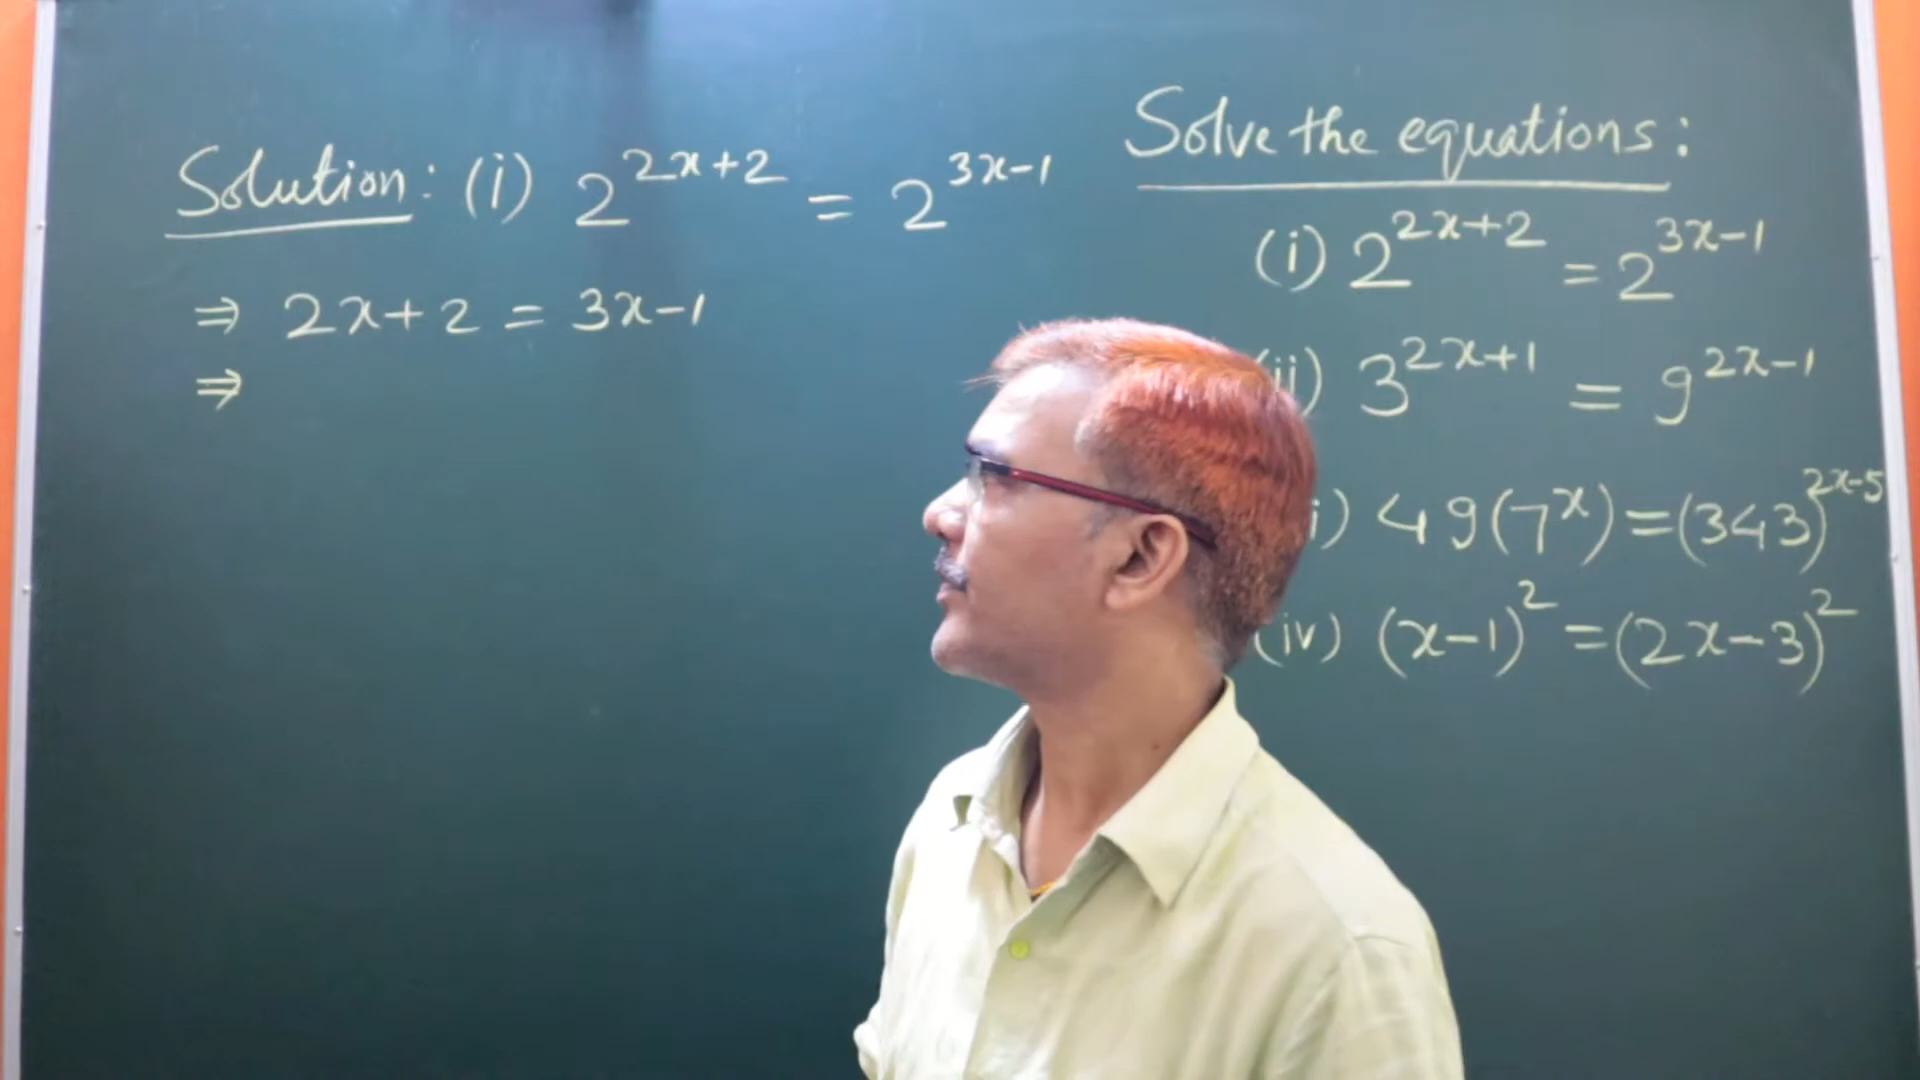 Solution: (i) 2^{2x+2} = 2^{3x-1}
⇒ 2x+2 = 3x-1
⇒
Solve the equations:
(i) 2^{2x+2} = 2^{3x-1}
ii) 3^{2x+1} = 9^{2x-1}
i) 49(7^x) = (343)^{2x-5}
(iv) (x-1)^2 = (2x-3)^2